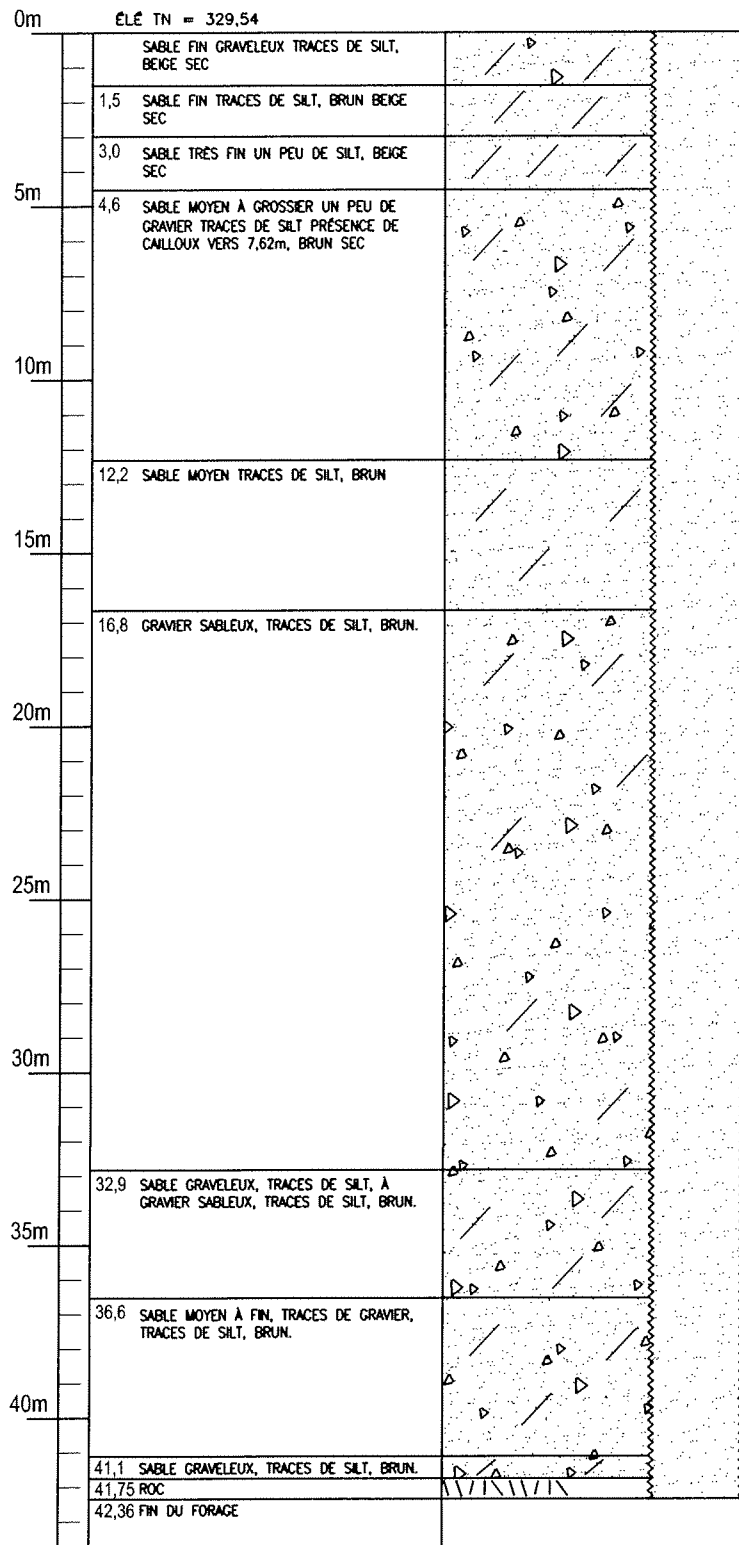 0m
ÉLÉ TN = 329,54
SABLE FIN GRAVELEUX TRACES DE SILT,
BEIGE SEC
1,5 SABLE FIN TRACES DE SILT, BRUN BEIGE
SEC
3,0 SABLE TRÈS FIN UN PEU DE SILT, BEIGE
SEC
5m
4,6 SABLE MOYEN À GROSSIER UN PEU DE
GRAVIER TRACES DE SILT PRÉSENCE DE
CAILLOUX VERS 7,62m, BRUN SEC
10m
12,2 SABLE MOYEN TRACES DE SILT, BRUN
15m
16,8 GRAVIER SABLEUX, TRACES DE SILT, BRUN.
20m
25m
30m
32,9 SABLE GRAVELEUX, TRACES DE SILT, À
GRAVIER SABLEUX, TRACES DE SILT, BRUN.
35m
36,6 SABLE MOYEN À FIN, TRACES DE GRAVIER,
TRACES DE SILT, BRUN.
40m
41,1 SABLE GRAVELEUX, TRACES DE SILT, BRUN.
41,75 ROC
42,36 FIN DU FORAGE